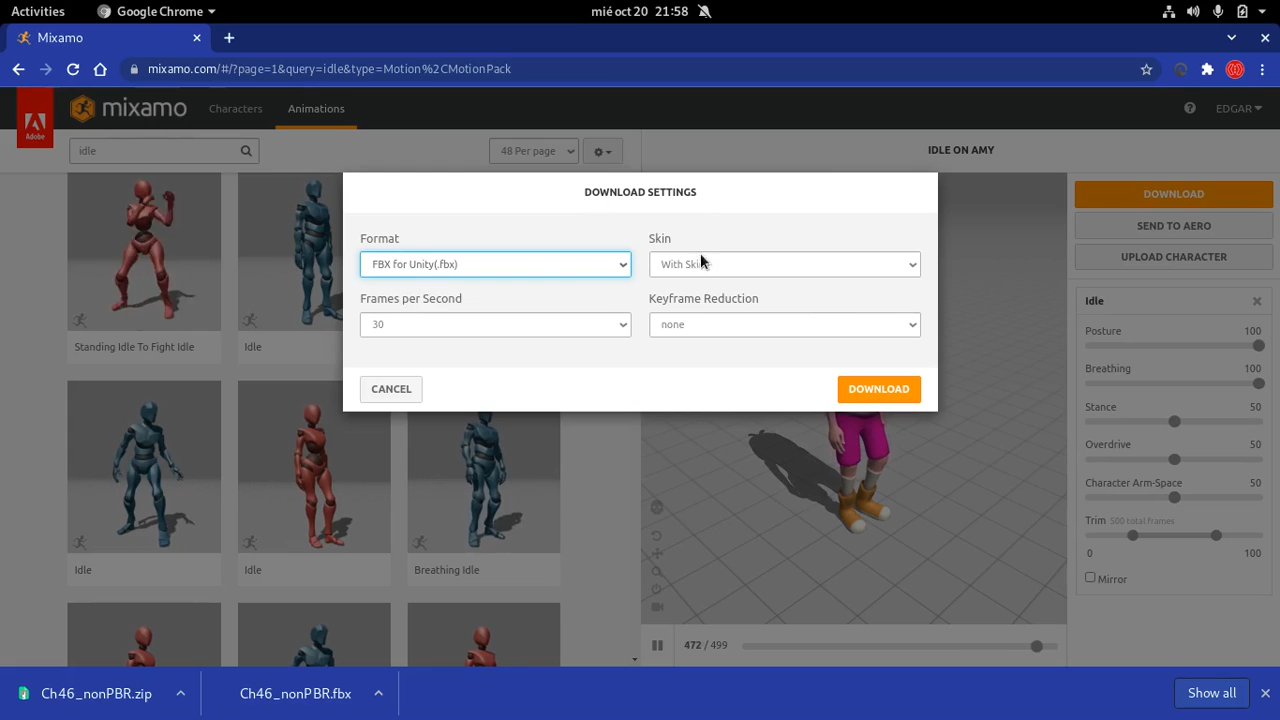 Activities
Google Chrome
mié oct 20 21:58
Mixamo
mixamo.com/#/?page=1&query=idle&type=Motion%2CMotionPack
Adobe
mixamo
Characters
Animations
EDGAR
idle
48 Per page
IDLE ON AMY
DOWNLOAD SETTINGS
Format
Skin
FBX for Unity(.fbx)
With Skin
Frames per Second
Keyframe Reduction
30
none
CANCEL
DOWNLOAD
Standing Idle To Fight Idle
Idle
Idle
Idle
Breathing Idle
472 / 499
DOWNLOAD
SEND TO AERO
UPLOAD CHARACTER
Idle
Posture 100
Breathing 100
Stance 50
Overdrive 50
Character Arm-Space 50
Trim 500 total frames
0 100
Mirror
Ch46_nonPBR.zip
Ch46_nonPBR.fbx
Show all